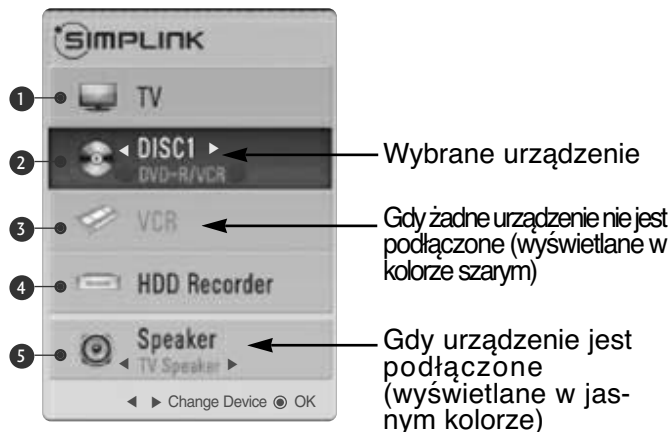 SIMPLINK
1 TV
2 ◀ DISC1 ▶
DVD-R/VCR
Wybrane urządzenie
3 VCR
Gdy żadne urządzenie nie jest
podłączone (wyświetlane w
kolorze szarym)
4 HDD Recorder
5 Speaker
◀ TV Speaker ▶
Gdy urządzenie jest
podłączone
(wyświetlane w jas-
nym kolorze)
◀ ▶ Change Device ◉ OK